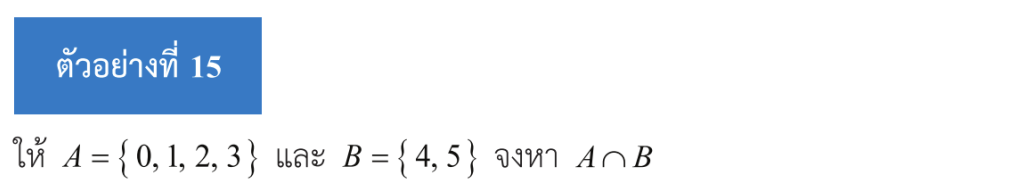 ตัวอย่างที่ 15
ให้ A = { 0, 1, 2, 3 } และ B = { 4, 5 } จงหา A ∩ B